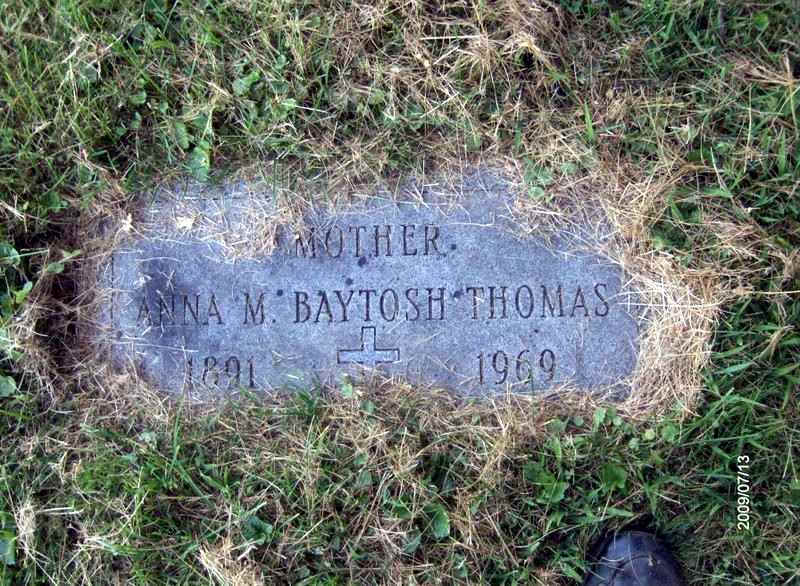 MOTHER
ANNA M. BAYTOSH THOMAS
1891 1969
2009/07/13